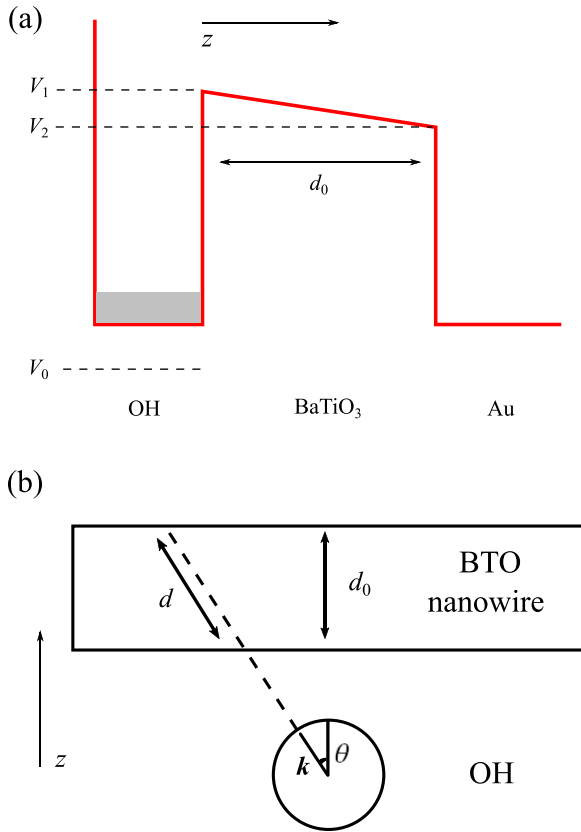 (a)
z
V₁
V₂
d₀
V₀
OH BaTiO₃ Au
(b)
d
d₀
BTO
nanowire
z
k
θ
OH